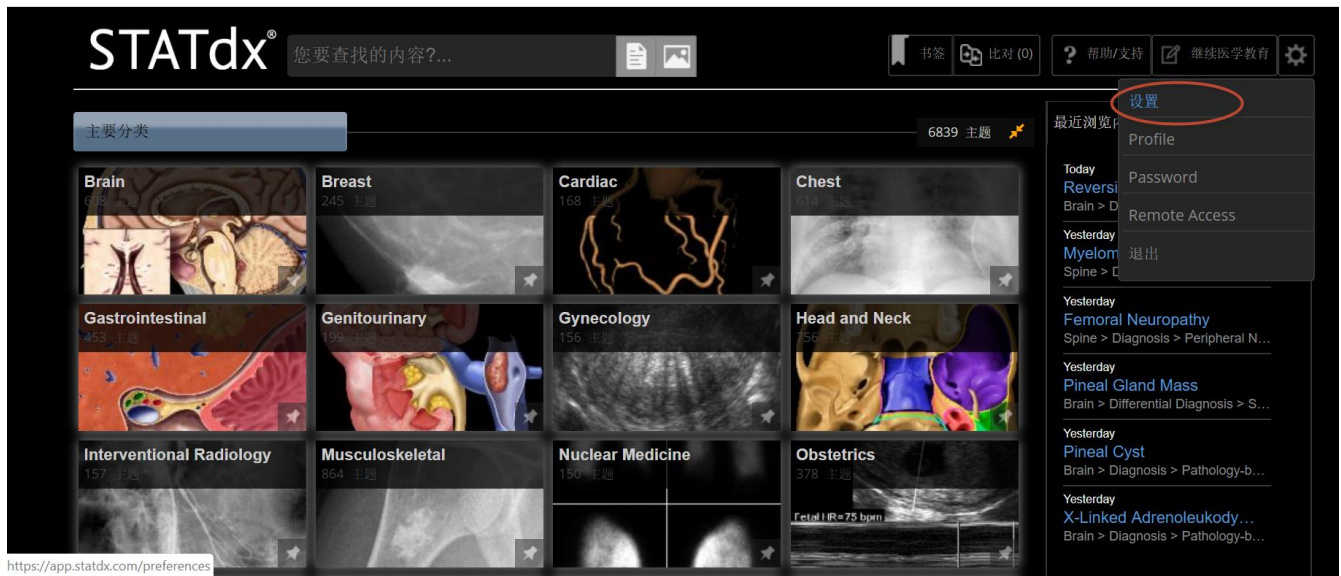 STATdx®
您要查找的内容?...
书签
比对 (0)
? 帮助/支持
继续医学教育
设置
Profile
Password
Remote Access
退出
主要分类
6839 主题
Brain
608 主题
Breast
245 主题
Cardiac
168 主题
Chest
614 主题
Gastrointestinal
453 主题
Genitourinary
199 主题
Gynecology
156 主题
Head and Neck
756 主题
Interventional Radiology
157 主题
Musculoskeletal
864 主题
Nuclear Medicine
150 主题
Obstetrics
378 主题
Fetal HR=75 bpm
最近浏览
Today
Reversi
Brain > D
Yesterday
Myelom
Spine > D
Yesterday
Femoral Neuropathy
Spine > Diagnosis > Peripheral N...
Yesterday
Pineal Gland Mass
Brain > Differential Diagnosis > S...
Yesterday
Pineal Cyst
Brain > Diagnosis > Pathology-b...
Yesterday
X-Linked Adrenoleukody...
Brain > Diagnosis > Pathology-b...
https://app.statdx.com/preferences